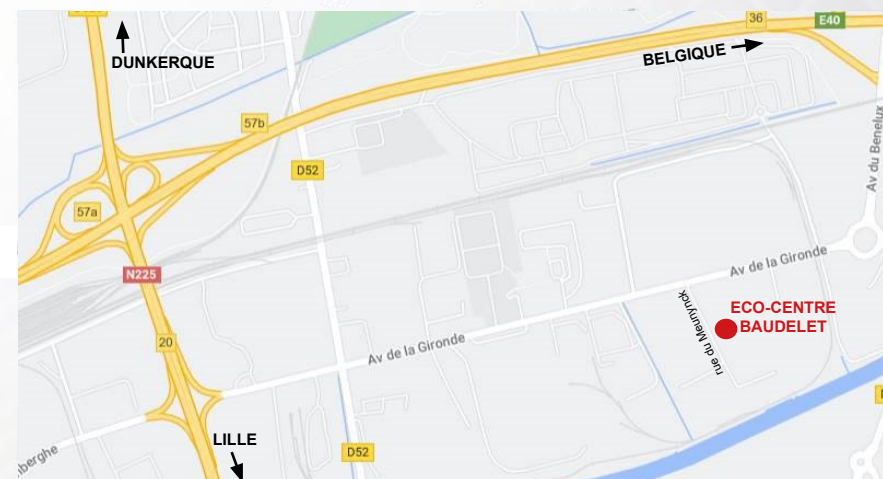 36
E40
DUNKERQUE
BELGIQUE
57b
D52
Av du Benelux
57a
N225
Av de la Gironde
rue du Meunynck
ECO-CENTRE
BAUDELET
20
Av de la Gironde
LILLE
D52